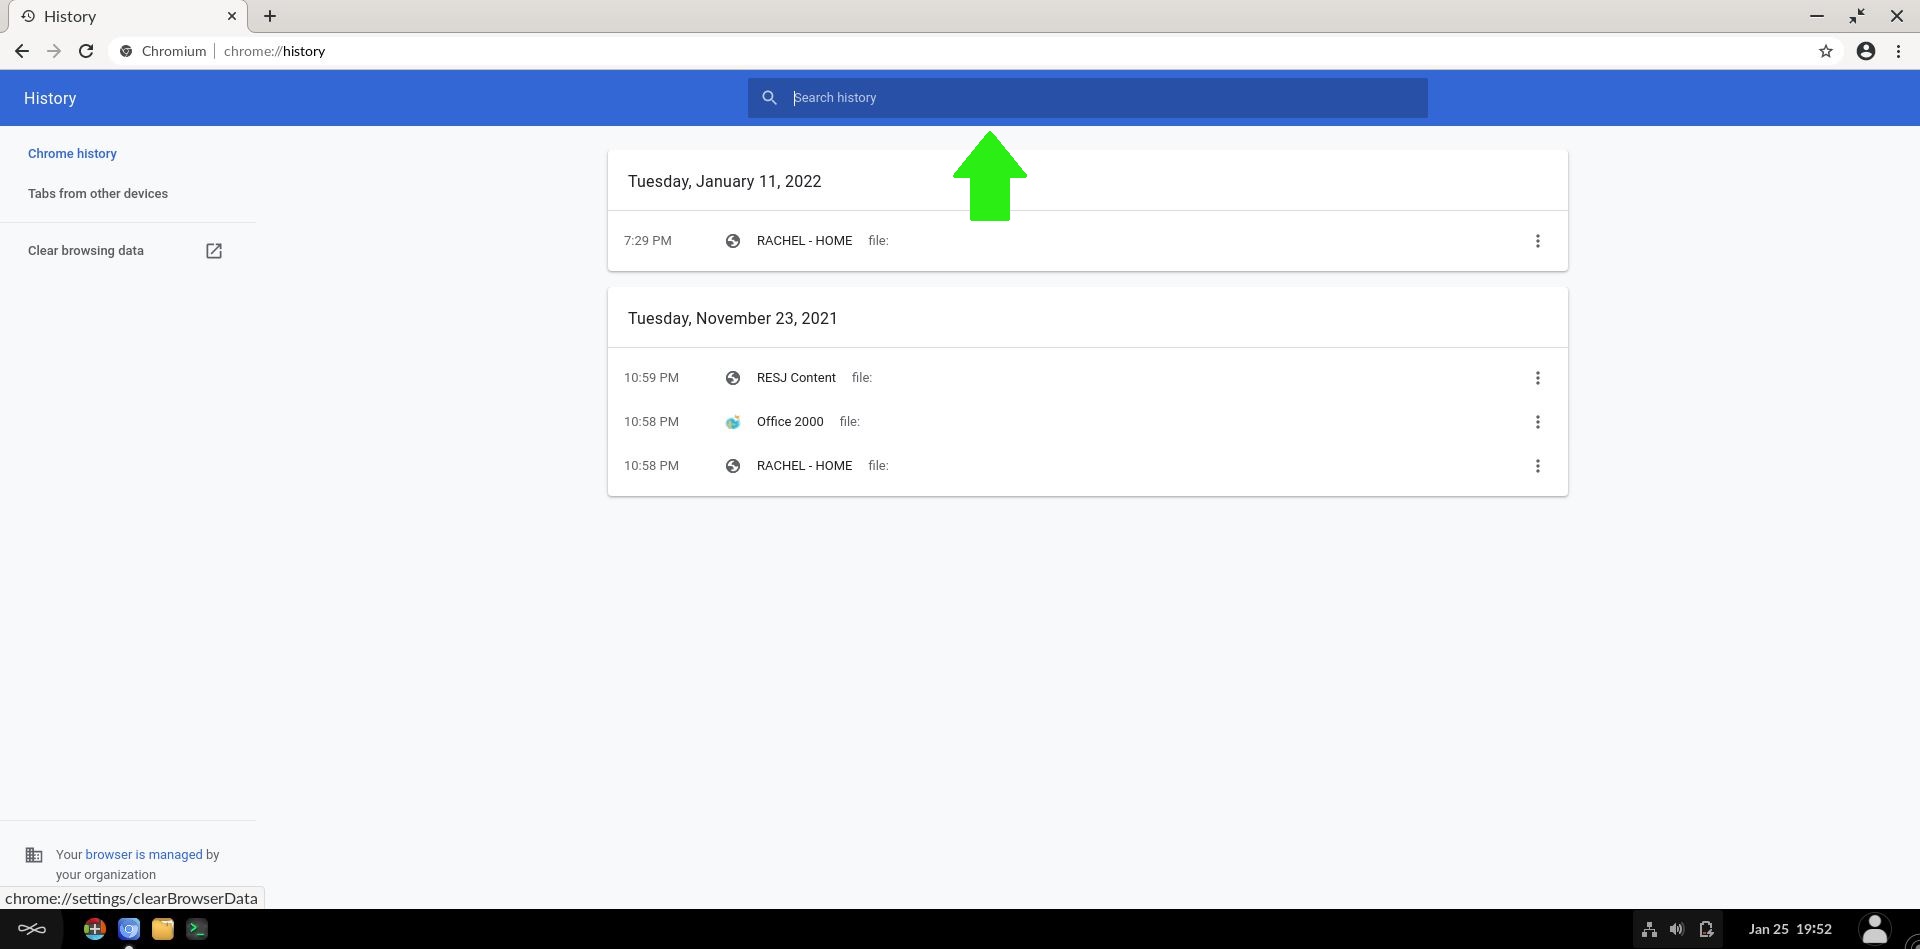 History
Chromium chrome://history
History
Search history
Chrome history
Tabs from other devices
Clear browsing data
Tuesday, January 11, 2022
7:29 PM RACHEL - HOME file:
Tuesday, November 23, 2021
10:59 PM RESJ Content file:
10:58 PM Office 2000 file:
10:58 PM RACHEL - HOME file:
Your browser is managed by
your organization
chrome://settings/clearBrowserData
Jan 25 19:52